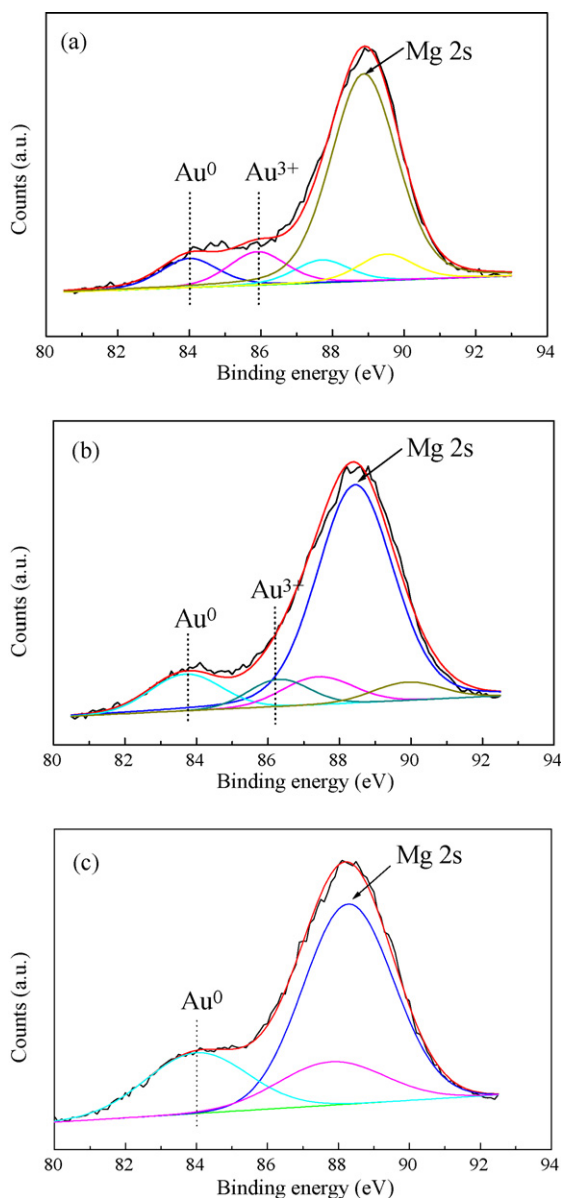 (a)
Mg 2s
Au⁰ Au³⁺
Counts (a.u.)
80 82 84 86 88 90 92 94
Binding energy (eV)
(b)
Mg 2s
Au³⁺
Au⁰
Counts (a.u.)
80 82 84 86 88 90 92 94
Binding energy (eV)
(c)
Mg 2s
Au⁰
Counts (a.u.)
80 82 84 86 88 90 92 94
Binding energy (eV)